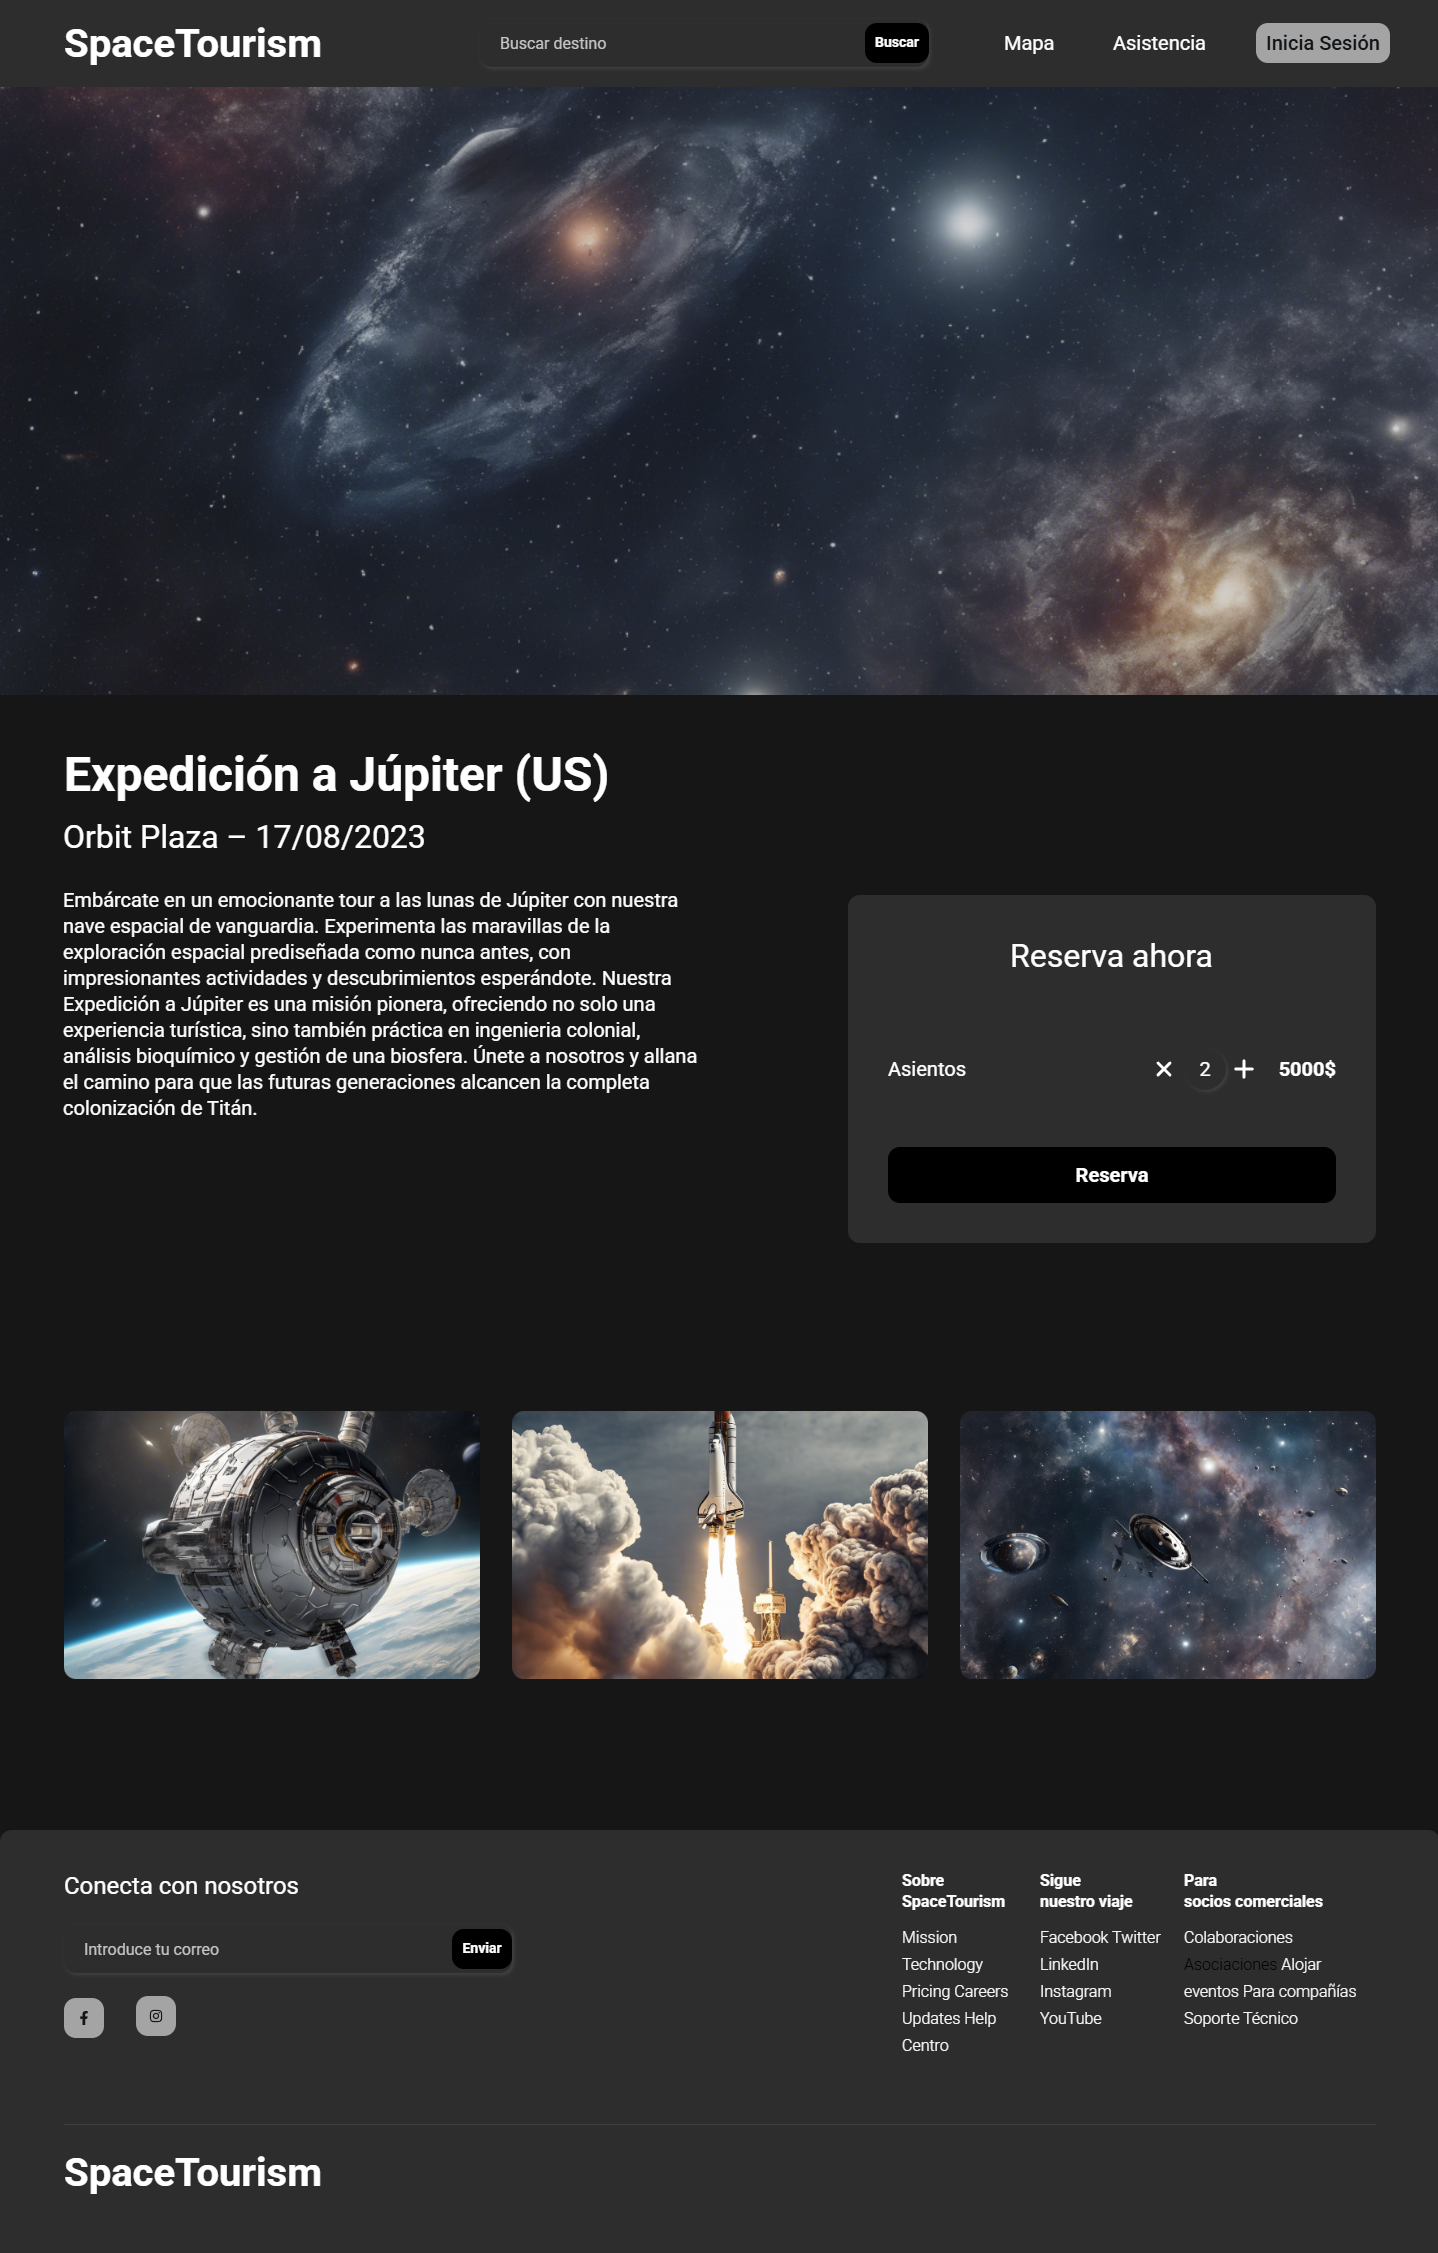 SpaceTourism
Buscar destino
Buscar
Mapa
Asistencia
Inicia Sesión
Expedición a Júpiter (US)
Orbit Plaza – 17/08/2023
Embárcate en un emocionante tour a las lunas de Júpiter con nuestra
nave espacial de vanguardia. Experimenta las maravillas de la
exploración espacial prediseñada como nunca antes, con
impresionantes actividades y descubrimientos esperándote. Nuestra
Expedición a Júpiter es una misión pionera, ofreciendo no solo una
experiencia turística, sino también práctica en ingenieria colonial,
análisis bioquímico y gestión de una biosfera. Únete a nosotros y allana
el camino para que las futuras generaciones alcancen la completa
colonización de Titán.
Reserva ahora
Asientos
2
5000$
Reserva
Conecta con nosotros
Introduce tu correo
Enviar
Sobre
SpaceTourism
Mission
Technology
Pricing Careers
Updates Help
Centro
Sigue
nuestro viaje
Facebook Twitter
LinkedIn
Instagram
YouTube
Para
socios comerciales
Colaboraciones
Asociaciones Alojar
eventos Para compañías
Soporte Técnico
SpaceTourism